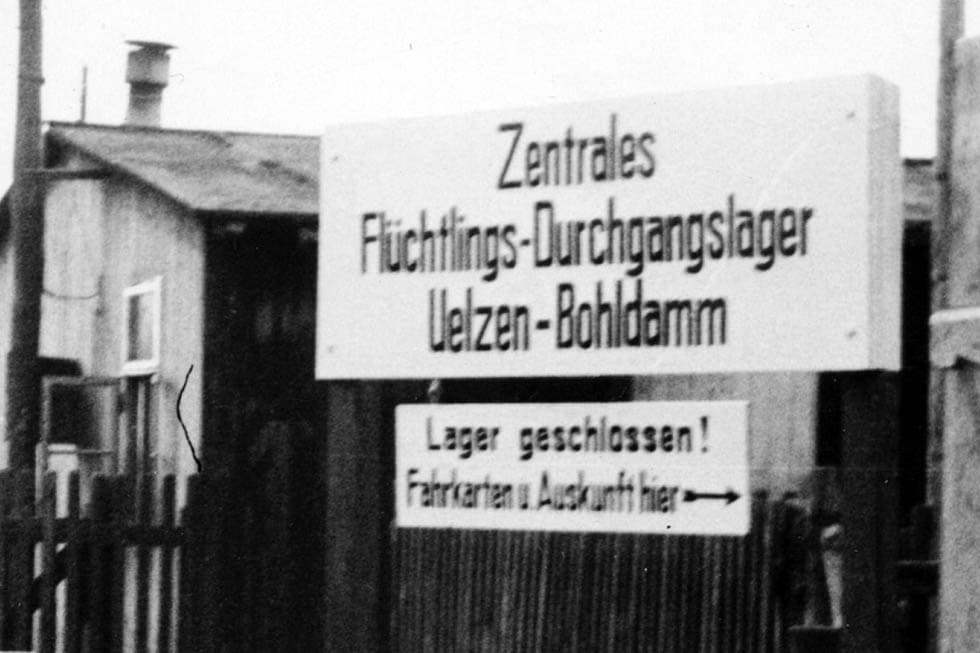 Zentrales
Flüchtlings-Durchgangslager
Uelzen-Bohldamm
Lager geschlossen!
Fahrkarten u. Auskunft hier